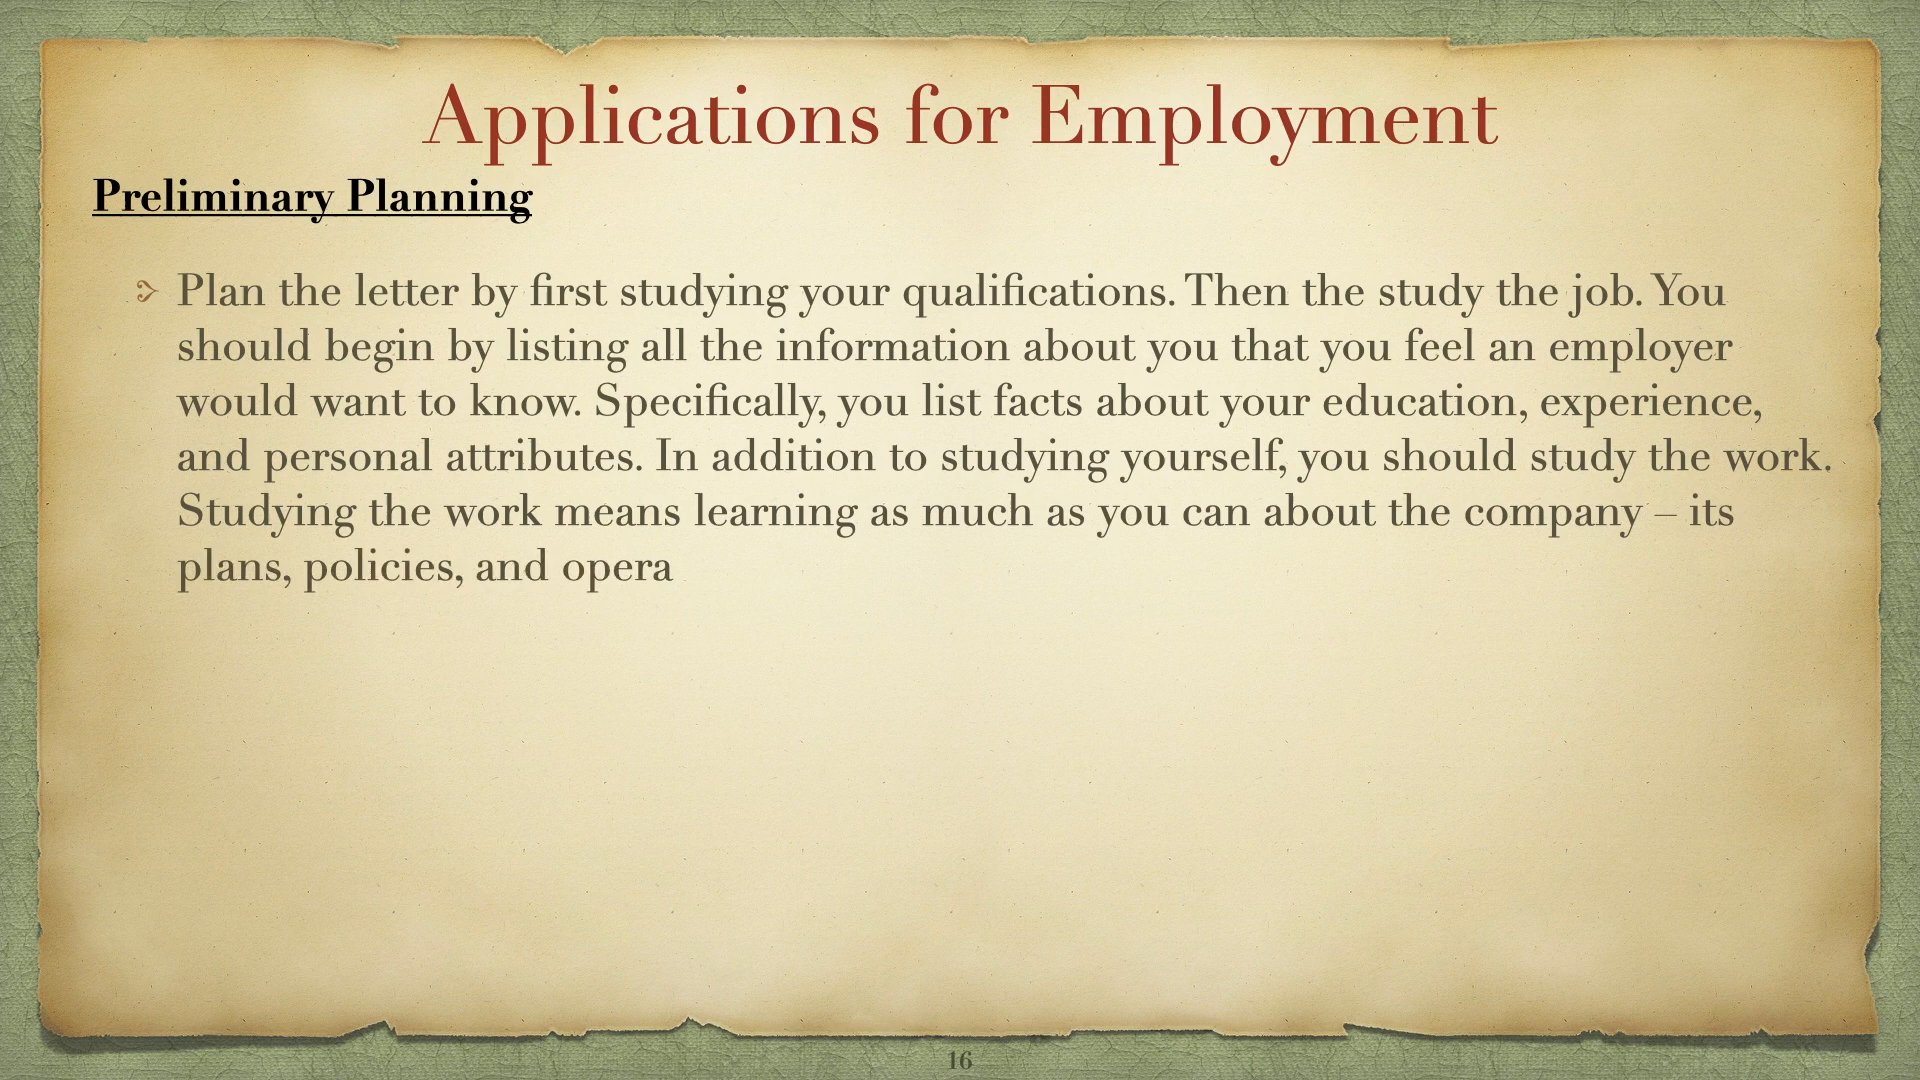 Applications for Employment
Preliminary Planning
Plan the letter by first studying your qualifications. Then the study the job. You
should begin by listing all the information about you that you feel an employer
would want to know. Specifically, you list facts about your education, experience,
and personal attributes. In addition to studying yourself, you should study the work.
Studying the work means learning as much as you can about the company – its
plans, policies, and opera
16